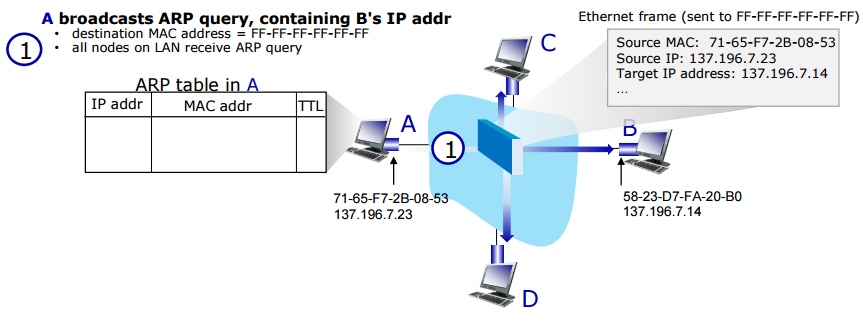 A broadcasts ARP query, containing B's IP addr
• destination MAC address = FF-FF-FF-FF-FF-FF
• all nodes on LAN receive ARP query
1
Ethernet frame (sent to FF-FF-FF-FF-FF-FF)
Source MAC: 71-65-F7-2B-08-53
Source IP: 137.196.7.23
Target IP address: 137.196.7.14
...
C
ARP table in A
IP addr MAC addr TTL
A
1
B
71-65-F7-2B-08-53
137.196.7.23
58-23-D7-FA-20-B0
137.196.7.14
D